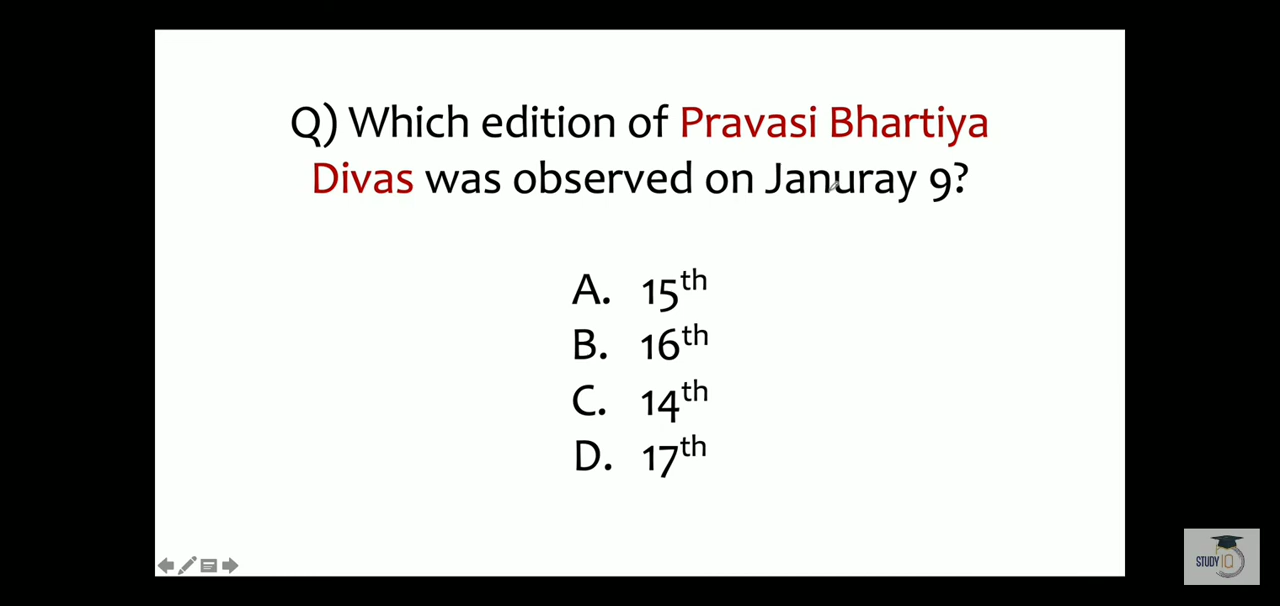 Q) Which edition of Pravasi Bhartiya
Divas was observed on Januray 9?
A. 15th
B. 16th
C. 14th
D. 17th
STUDY IQ